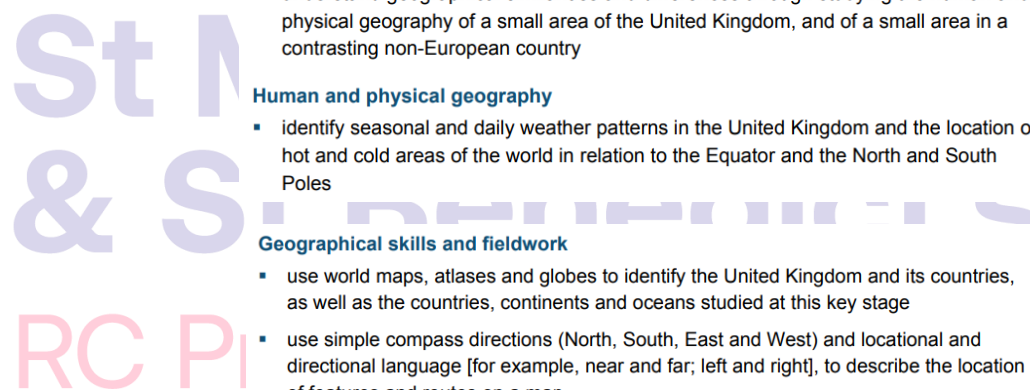 physical geography of a small area of the United Kingdom, and of a small area in a
contrasting non-European country
Human and physical geography
▪ identify seasonal and daily weather patterns in the United Kingdom and the location o
hot and cold areas of the world in relation to the Equator and the North and South
Poles
Geographical skills and fieldwork
▪ use world maps, atlases and globes to identify the United Kingdom and its countries,
as well as the countries, continents and oceans studied at this key stage
▪ use simple compass directions (North, South, East and West) and locational and
directional language [for example, near and far; left and right], to describe the location
St
& St Benedict's
RC